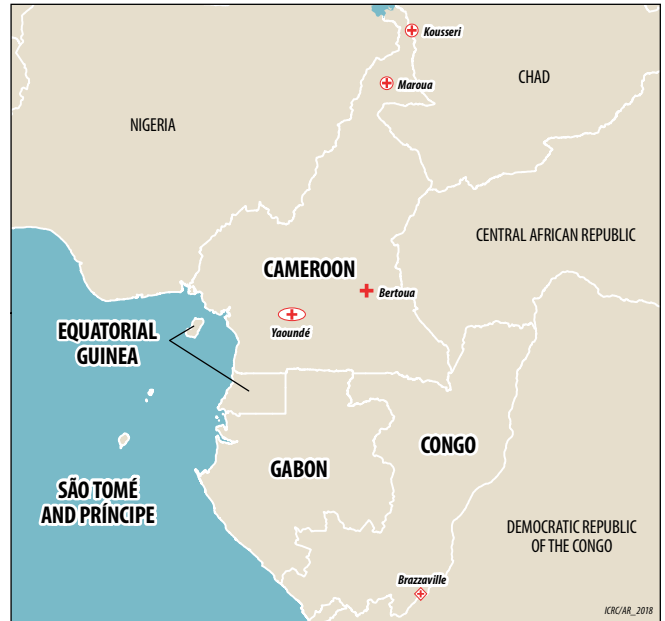 Kousseri
Maroua
CHAD
NIGERIA
CENTRAL AFRICAN REPUBLIC
CAMEROON
Bertoua
Yaoundé
EQUATORIAL
GUINEA
CONGO
GABON
SÃO TOMÉ
AND PRÍNCIPE
DEMOCRATIC REPUBLIC
OF THE CONGO
Brazzaville
ICRC/AR_2018